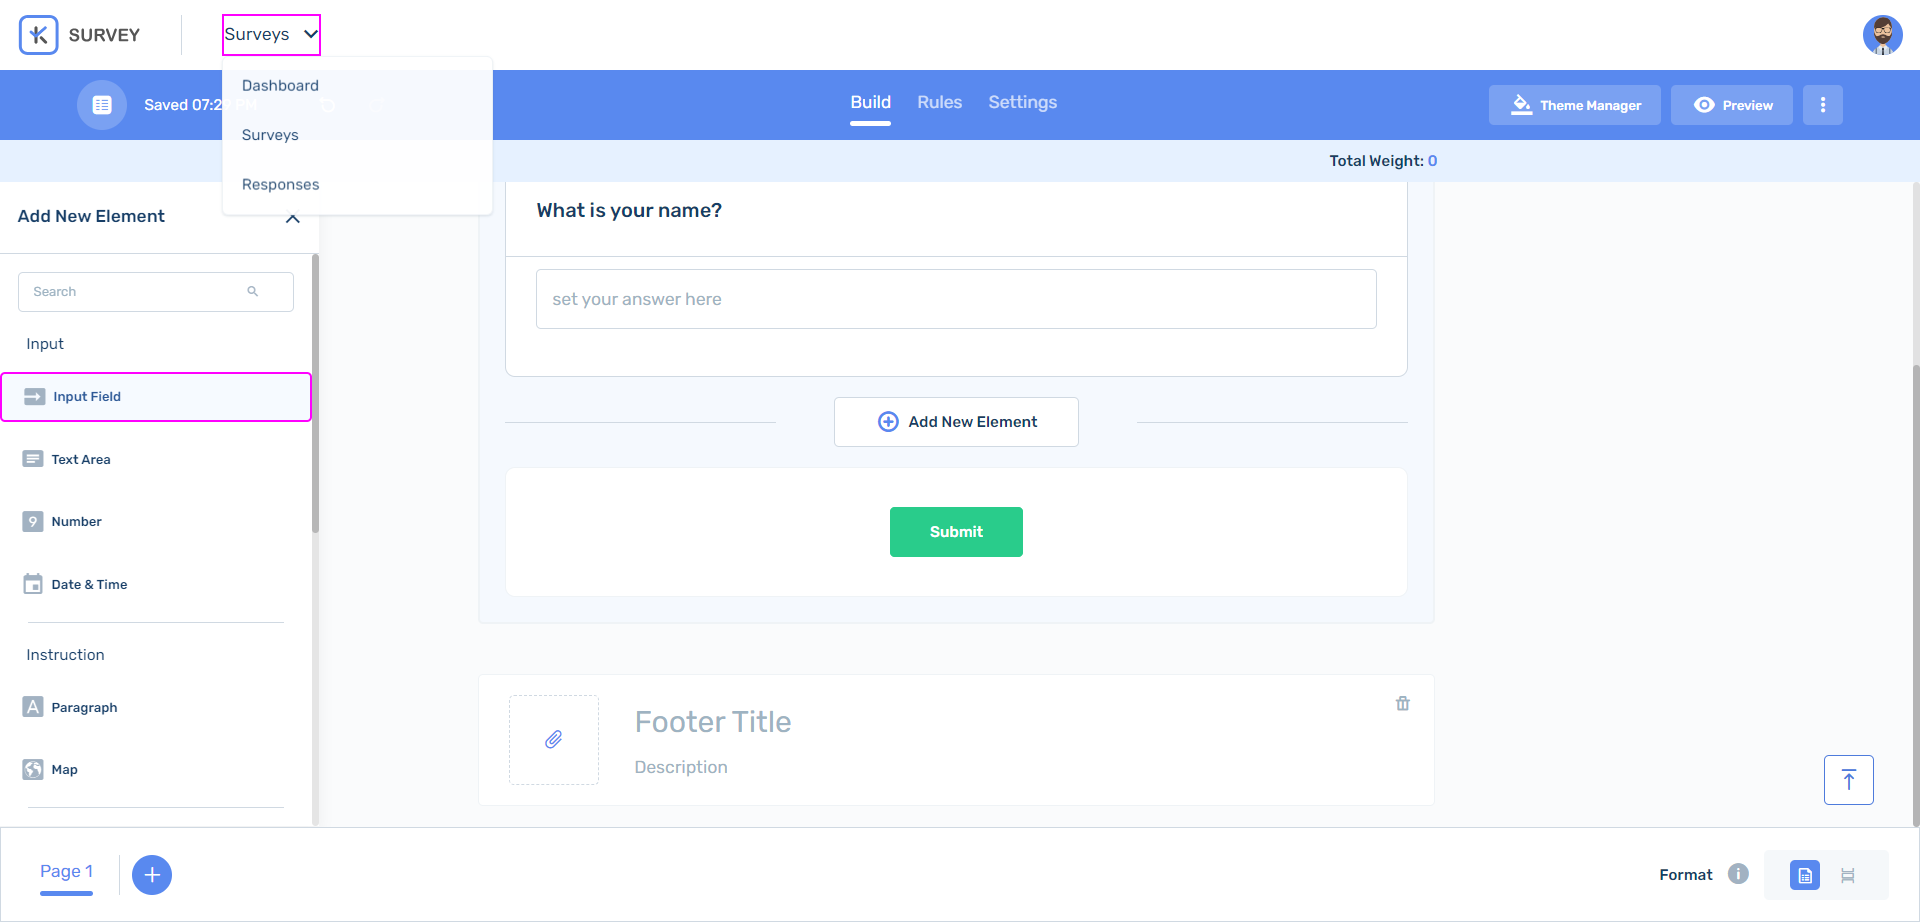 SURVEY
Surveys
Dashboard
Surveys
Responses
Saved 07:29 PM
Build
Rules
Settings
Theme Manager
Preview
Total Weight: 0
Add New Element
Search
Input
Input Field
Text Area
Number
Date & Time
Instruction
Paragraph
Map
What is your name?
set your answer here
Add New Element
Submit
Footer Title
Description
Page 1
Format